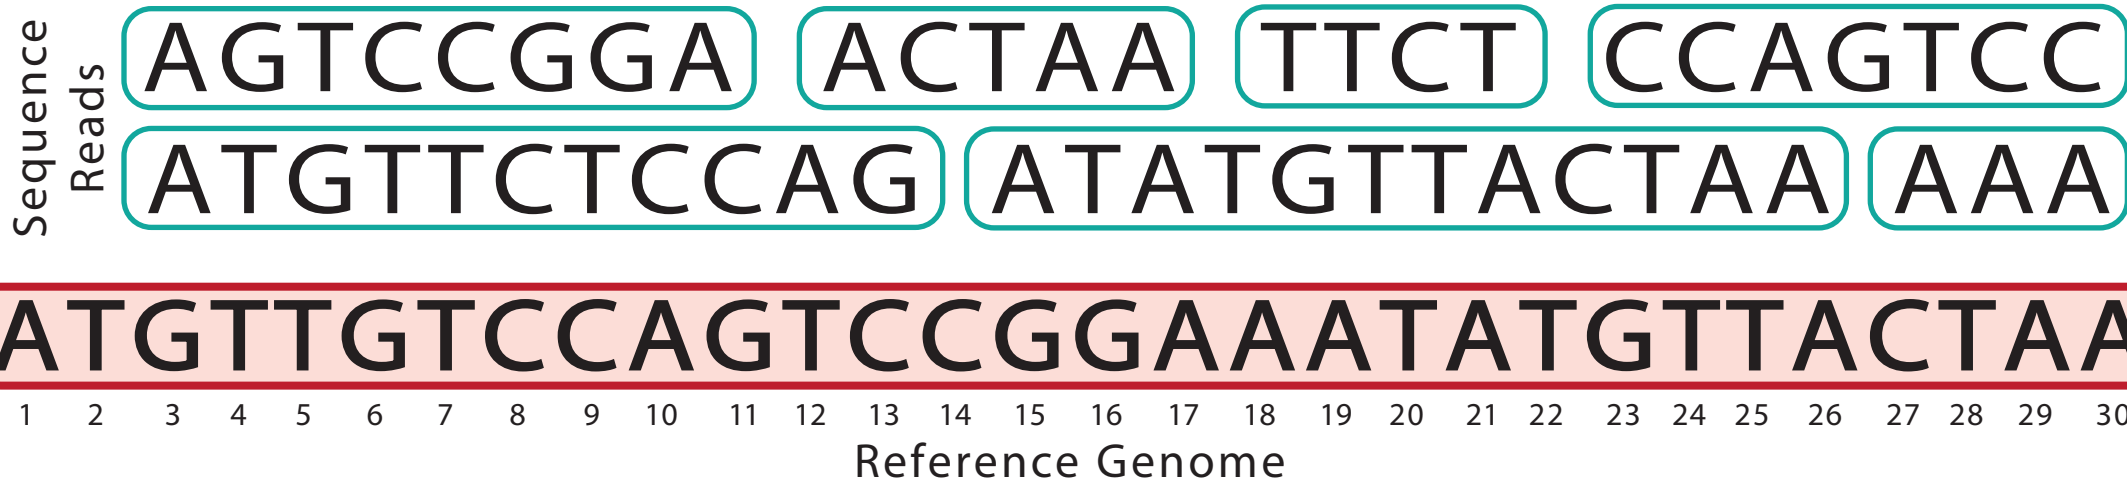 Sequence
Reads
AGTCCGGA ACTAA TTCT CCAGTCC
ATGTTCTCCAG ATATGTTACTAA AAA
ATGTTGTCCAGTCCGGAAATATGTTACTAA
1 2 3 4 5 6 7 8 9 10 11 12 13 14 15 16 17 18 19 20 21 22 23 24 25 26 27 28 29 30
Reference Genome